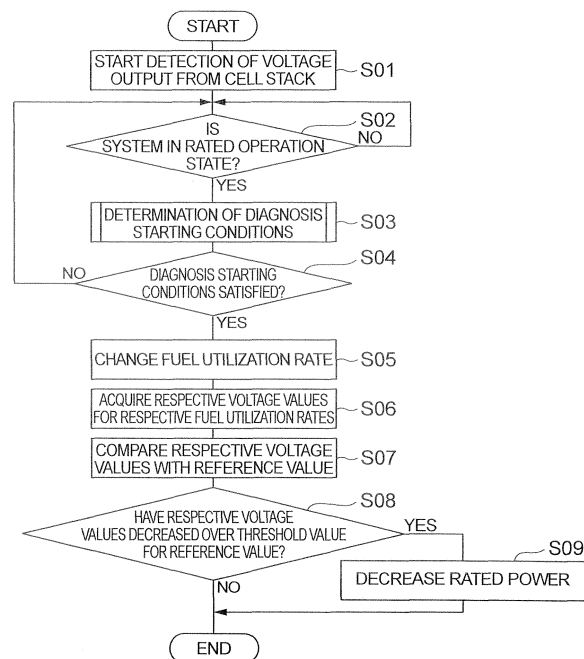 START
START DETECTION OF VOLTAGE
OUTPUT FROM CELL STACK
S01
S02
IS
SYSTEM IN RATED OPERATION
STATE?
NO
YES
DETERMINATION OF DIAGNOSIS
STARTING CONDITIONS
S03
S04
NO
DIAGNOSIS STARTING
CONDITIONS SATISFIED?
YES
CHANGE FUEL UTILIZATION RATE
S05
ACQUIRE RESPECTIVE VOLTAGE VALUES
FOR RESPECTIVE FUEL UTILIZATION RATES
S06
COMPARE RESPECTIVE VOLTAGE
VALUES WITH REFERENCE VALUE
S07
S08
HAVE RESPECTIVE VOLTAGE
VALUES DECREASED OVER THRESHOLD VALUE
FOR REFERENCE VALUE?
YES
S09
DECREASE RATED POWER
NO
END